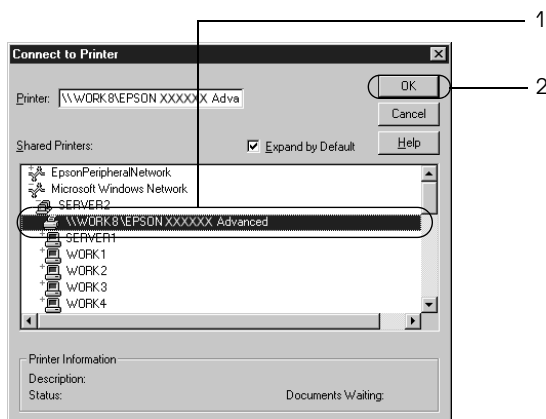 1
Connect to Printer
Printer: \\WORK8\EPSON XXXXXX Adva
OK
2
Cancel
Shared Printers:
Expand by Default
Help
EpsonPeripheralNetwork
Microsoft Windows Network
SERVER2
\\WORK8\EPSON XXXXXX Advanced
SERVER1
WORK1
WORK2
WORK3
WORK4
Printer Information
Description:
Status:
Documents Waiting: